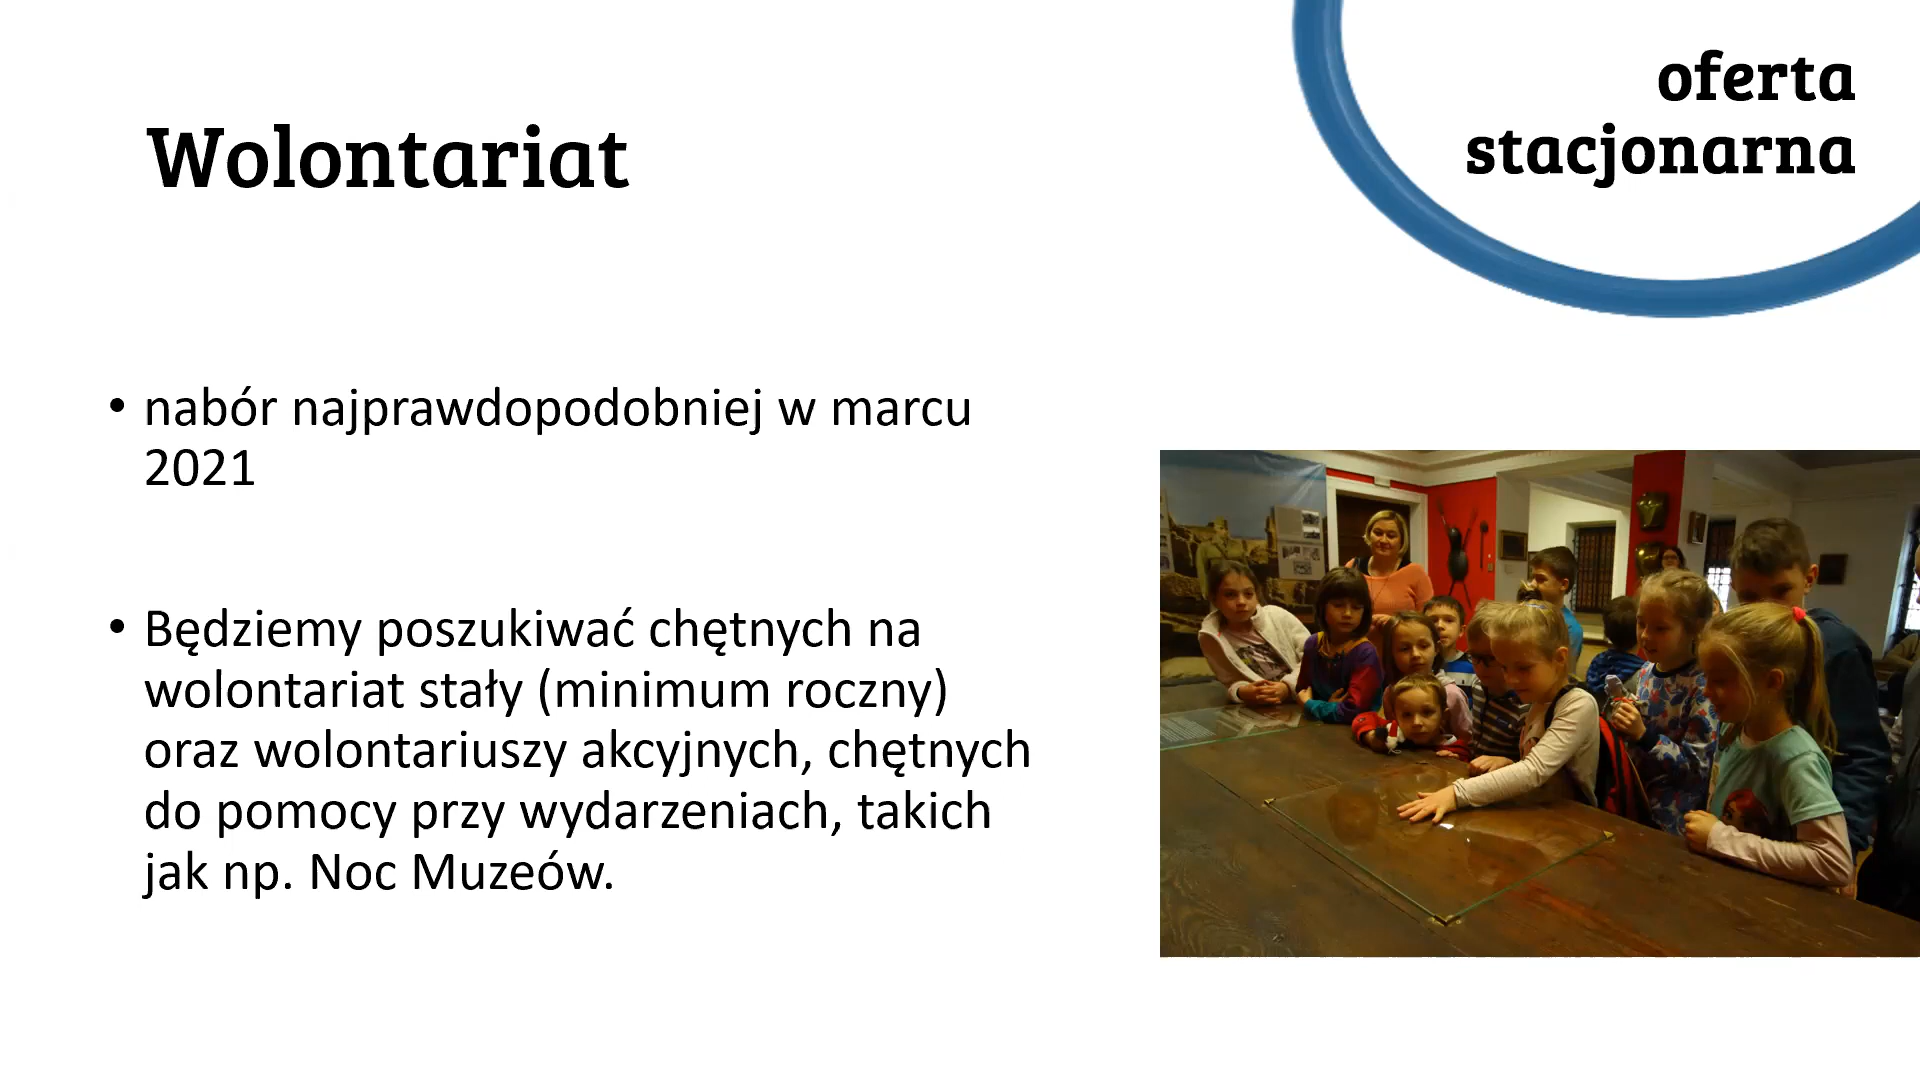 oferta
stacjonarna
Wolontariat
• nabór najprawdopodobniej w marcu
2021
• Będziemy poszukiwać chętnych na
wolontariat stały (minimum roczny)
oraz wolontariuszy akcyjnych, chętnych
do pomocy przy wydarzeniach, takich
jak np. Noc Muzeów.